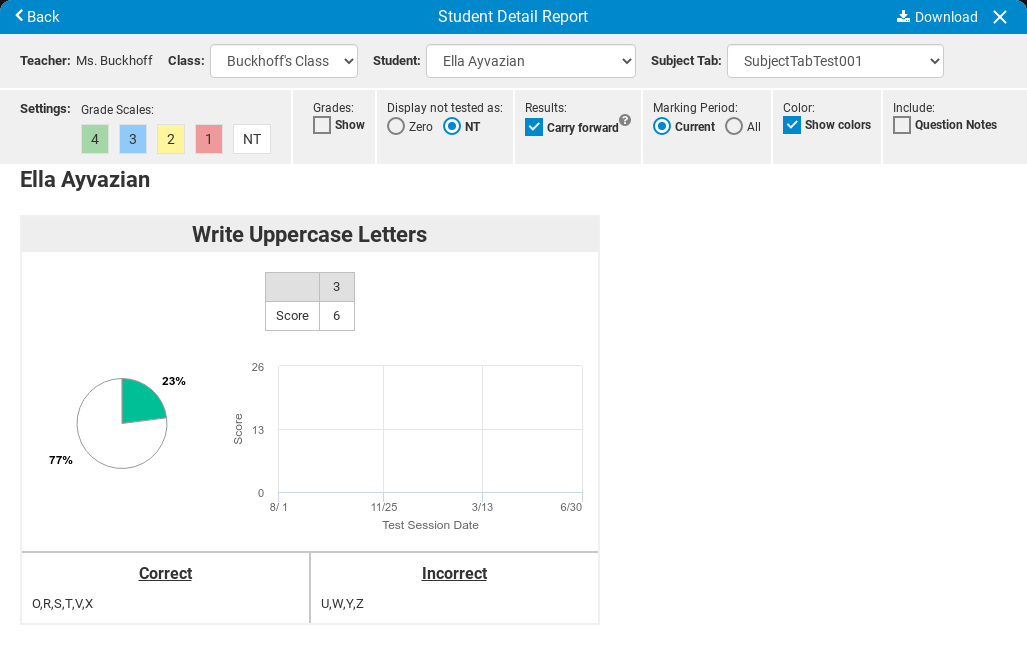 Back
Student Detail Report
Download
Teacher: Ms. Buckhoff Class: Buckhoff's Class Student: Ella Ayvazian Subject Tab: SubjectTabTest001
Settings: Grade Scales:
4 3 2 1 NT
Grades:
Show
Display not tested as:
Zero NT
Results:
Carry forward ?
Marking Period:
Current All
Color:
Show colors
Include:
Question Notes
Ella Ayvazian
Write Uppercase Letters
3
Score 6
23%
77%
Score
26
13
0
8/ 1 11/25 3/13 6/30
Test Session Date
Correct
O,R,S,T,V,X
Incorrect
U,W,Y,Z